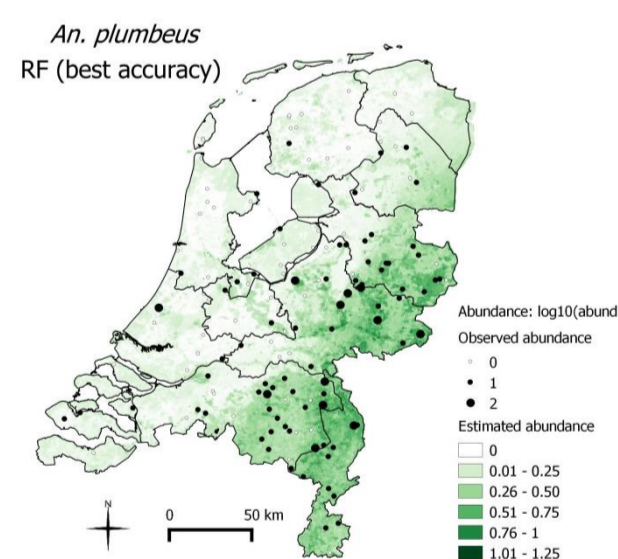 An. plumbeus
RF (best accuracy)
Abundance: log10(abund
Observed abundance
0
1
2
Estimated abundance
0
0.01 - 0.25
0.26 - 0.50
0.51 - 0.75
0.76 - 1
1.01 - 1.25
N
0 50 km